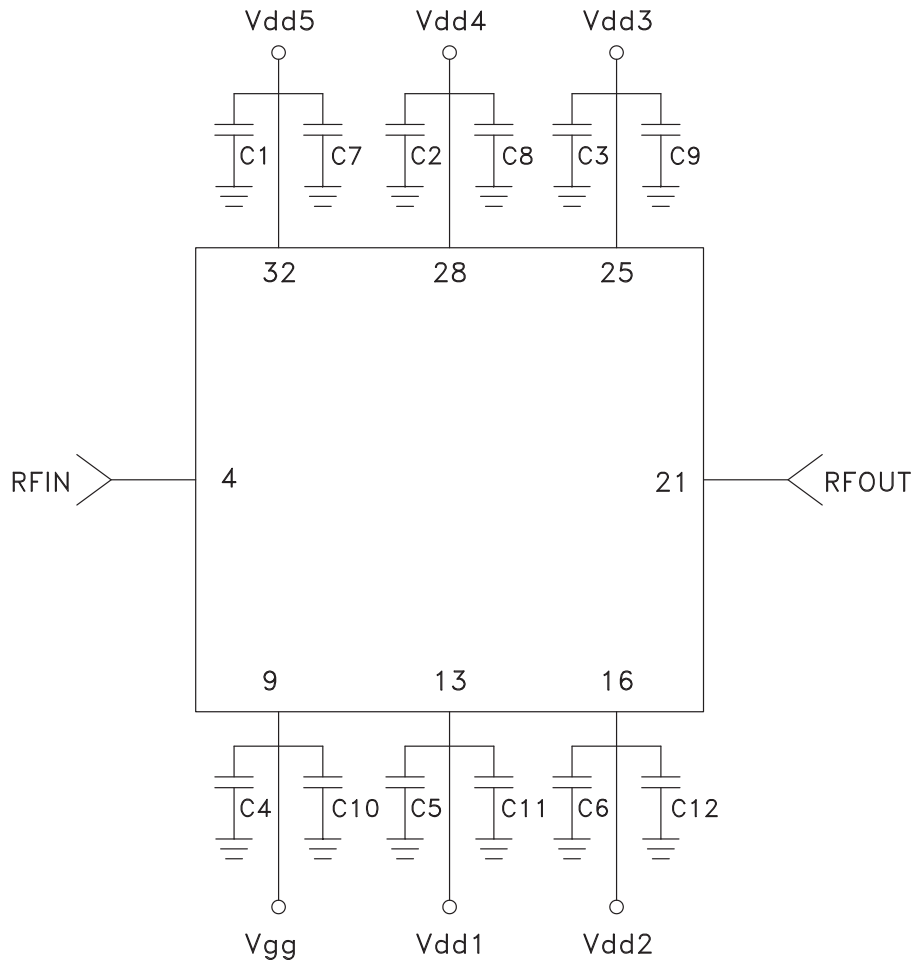 Vdd5 Vdd4 Vdd3
C1 C7 C2 C8 C3 C9
32 28 25
RFIN 4 21 RFOUT
9 13 16
C4 C10 C5 C11 C6 C12
Vgg Vdd1 Vdd2